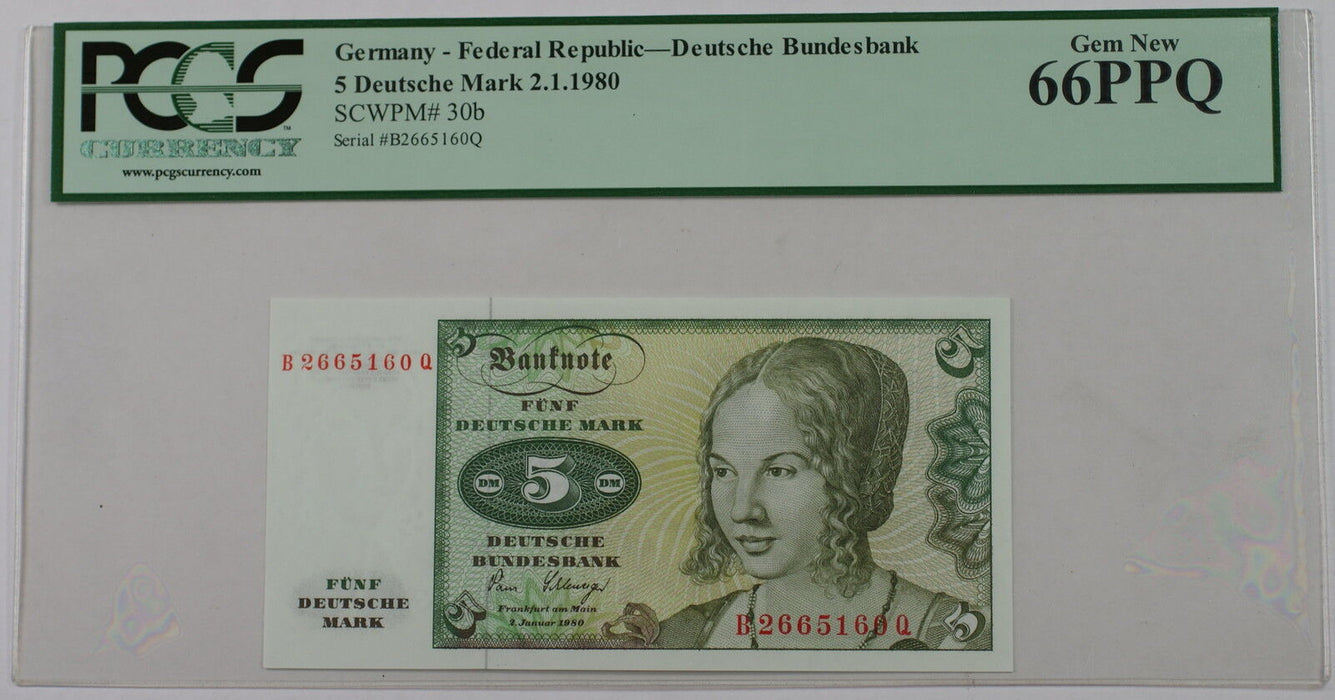 PCGS
CURRENCY
TM
www.pcgscurrency.com
Germany - Federal Republic—Deutsche Bundesbank
5 Deutsche Mark 2.1.1980
SCWPM# 30b
Serial #B2665160Q
Gem New
66PPQ
B2665160Q
5
Banknote
5
FÜNF
DEUTSCHE MARK
DM 5 DM
DEUTSCHE
BUNDESBANK
Frankfurt am Main
2. Januar 1980
5
B2665160Q
5
FÜNF
DEUTSCHE
MARK